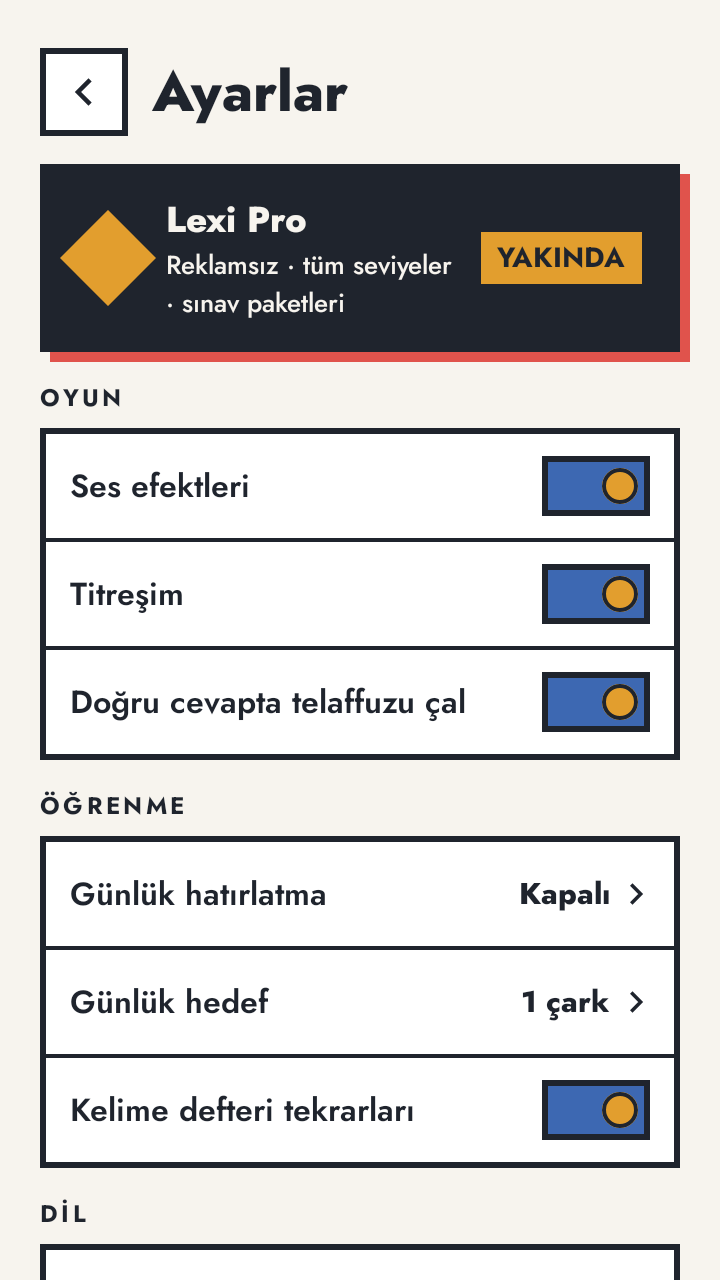 Ayarlar
Lexi Pro
Reklamsız · tüm seviyeler
· sınav paketleri
YAKINDA
OYUN
Ses efektleri
Titreşim
Doğru cevapta telaffuzu çal
ÖĞRENME
Günlük hatırlatma
Kapalı
Günlük hedef
1 çark
Kelime defteri tekrarları
DİL